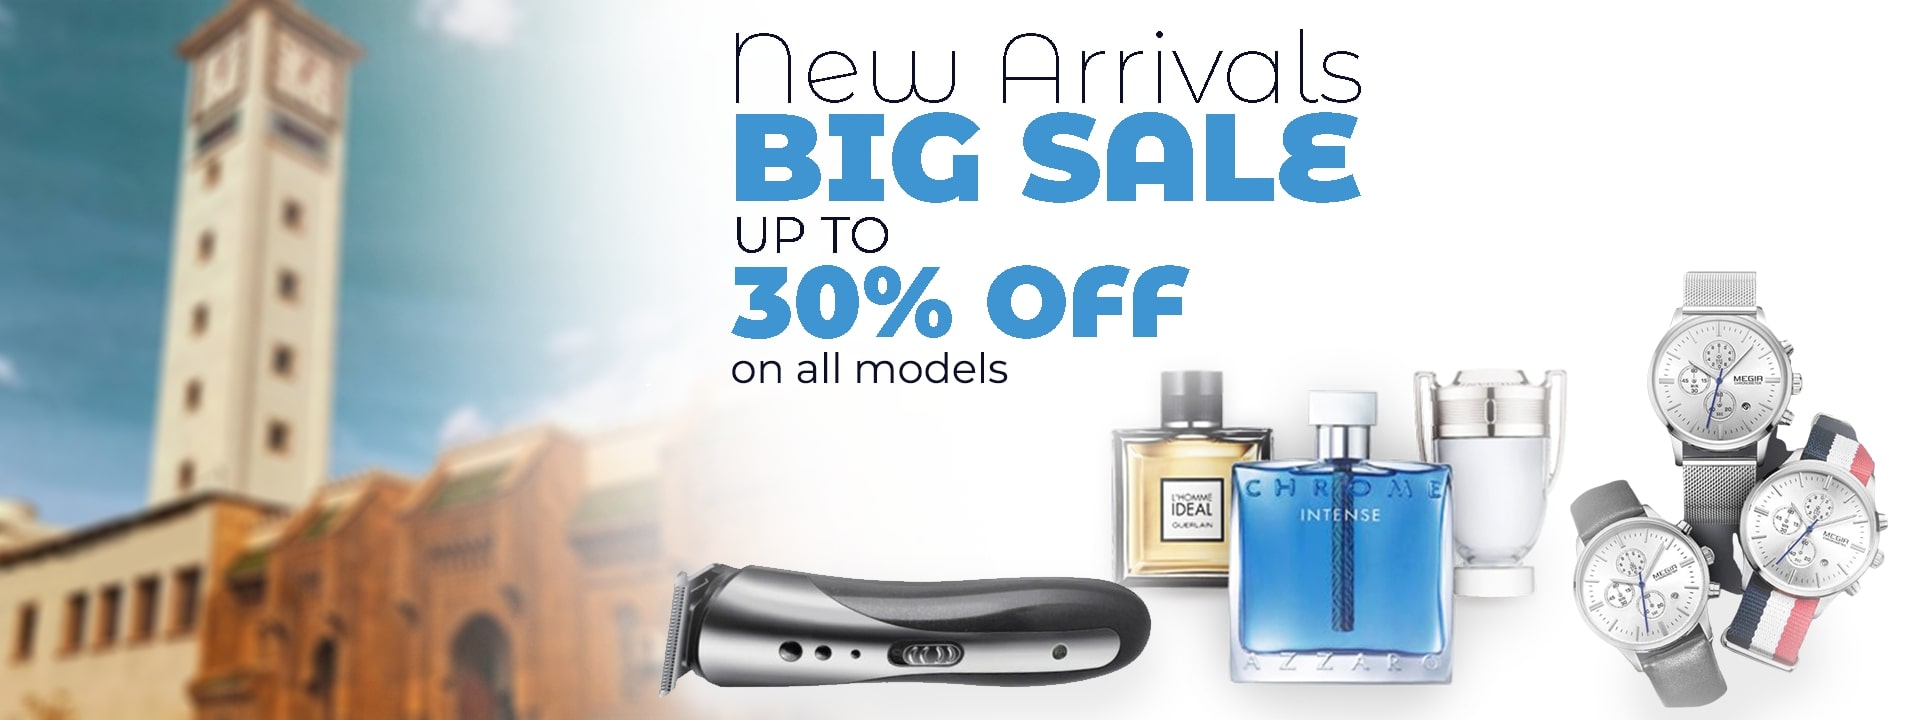 New Arrivals
BIG SALE
UP TO
30% OFF
on all models
L'HOMME
IDEAL
GUERLAIN
CHROME
INTENSE
AZZARO
MEGIR
MEGIR
MEGIR